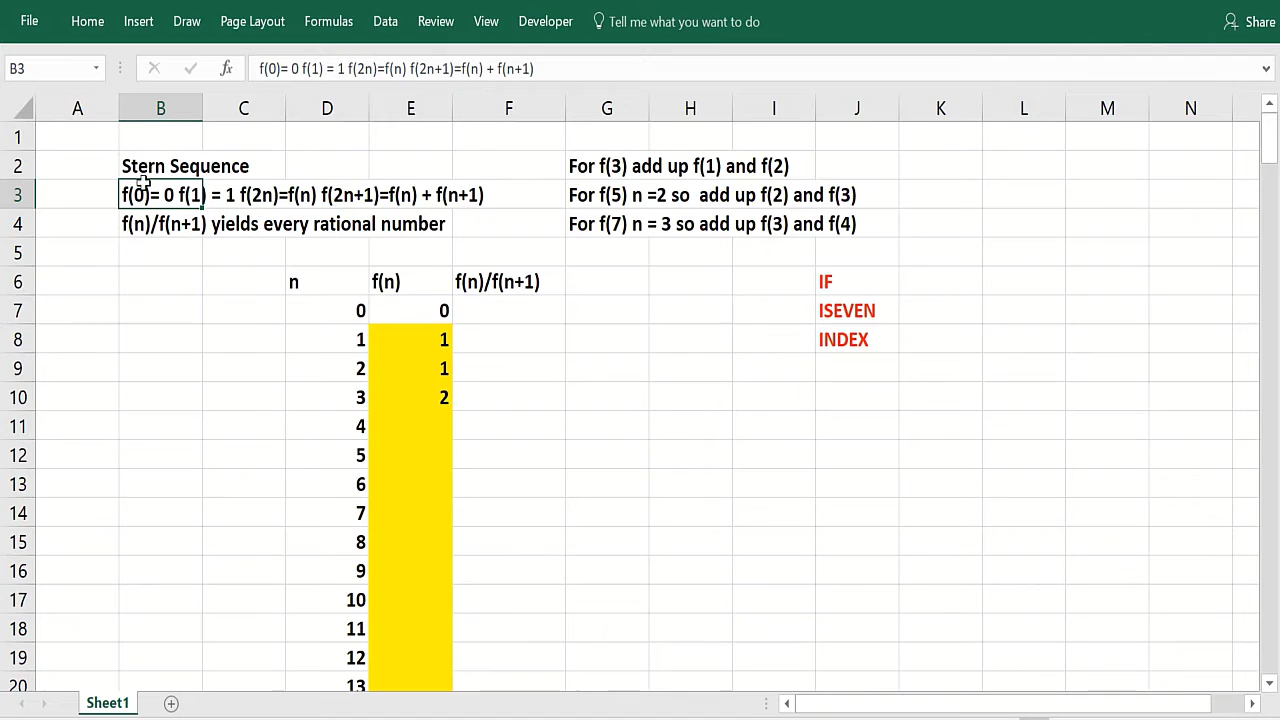 File Home Insert Draw Page Layout Formulas Data Review View Developer Tell me what you want to do Share
B3 fx f(0)= 0 f(1) = 1 f(2n)=f(n) f(2n+1)=f(n) + f(n+1)
A B C D E F G H I J K L M N
1
2 Stern Sequence For f(3) add up f(1) and f(2)
3 f(0)= 0 f(1) = 1 f(2n)=f(n) f(2n+1)=f(n) + f(n+1) For f(5) n =2 so  add up f(2) and f(3)
4 f(n)/f(n+1) yields every rational number For f(7) n = 3 so add up f(3) and f(4)
5
6 n f(n) f(n)/f(n+1) IF
7 0 0 ISEVEN
8 1 1 INDEX
9 2 1
10 3 2
11 4
12 5
13 6
14 7
15 8
16 9
17 10
18 11
19 12
20 13
Sheet1